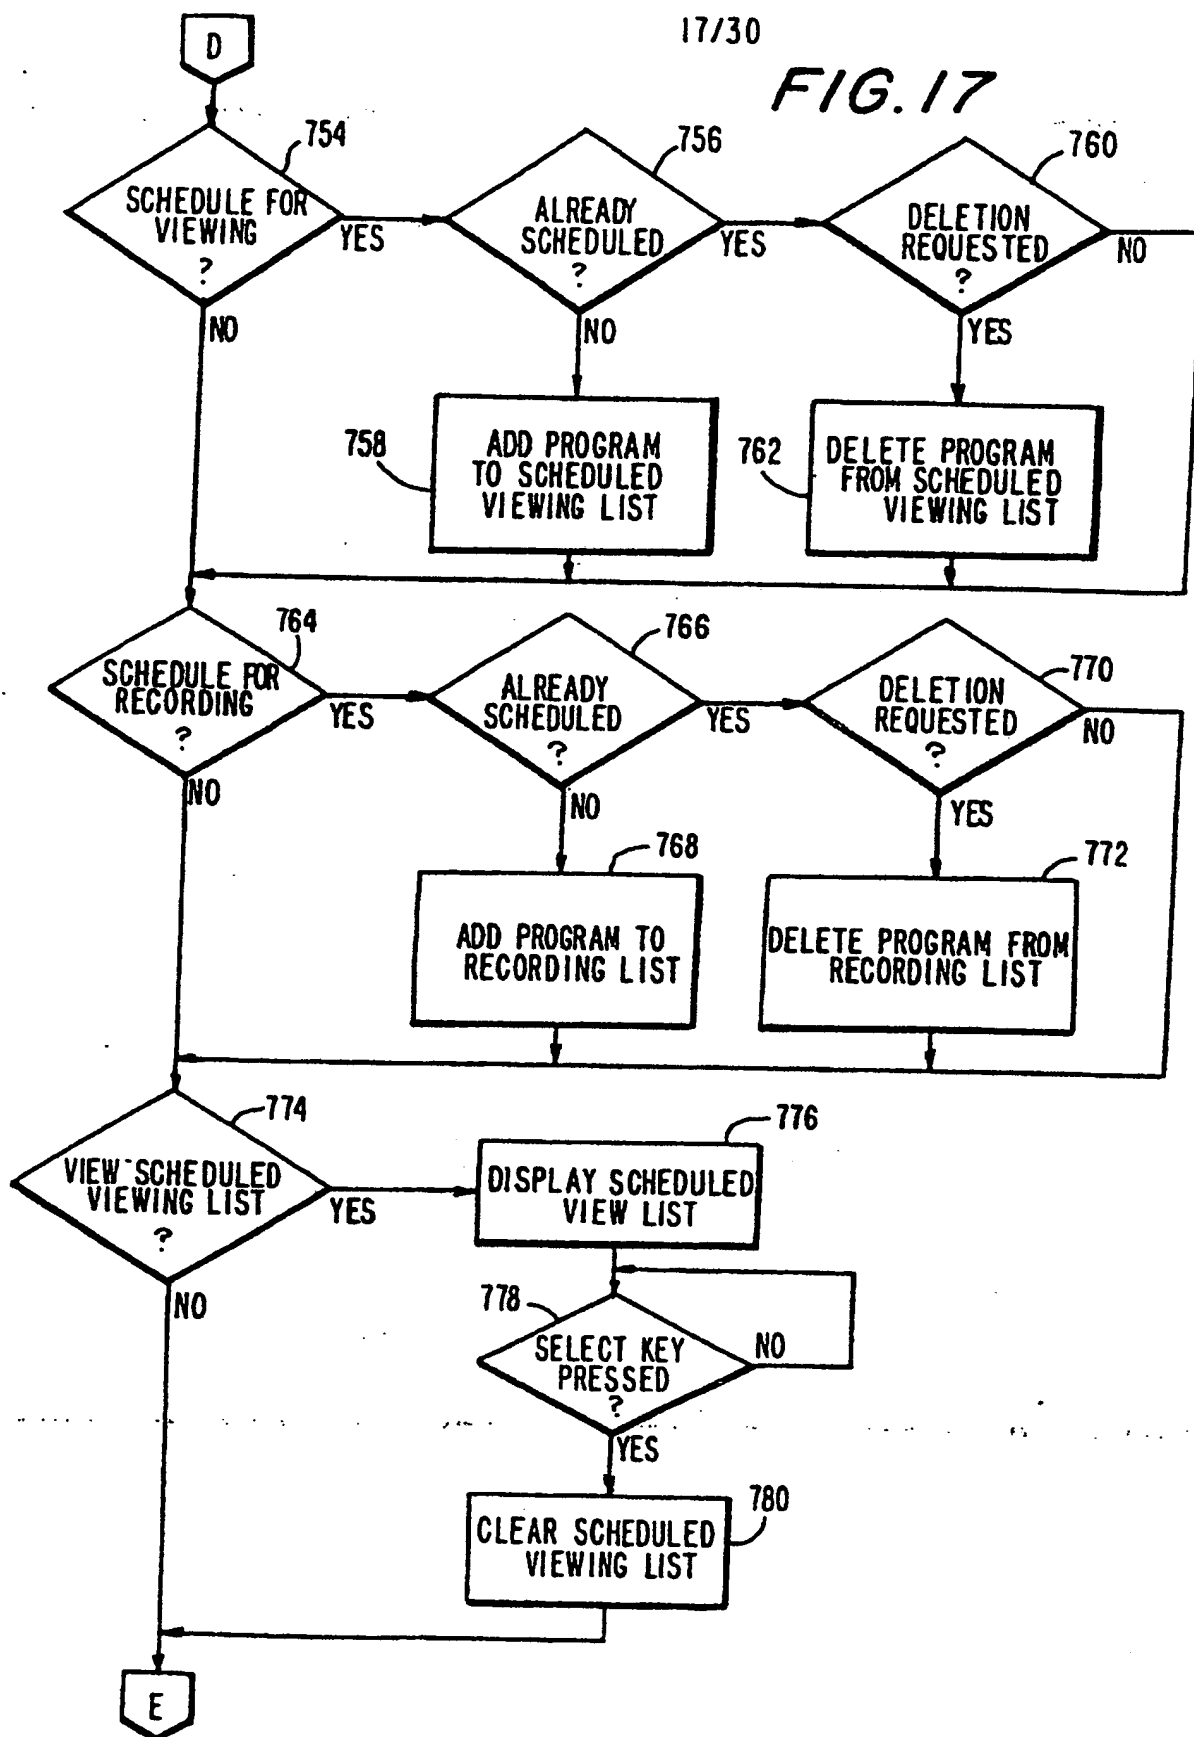 17/30
FIG. 17
D
754
SCHEDULE FOR
VIEWING
?
YES
NO
756
ALREADY
SCHEDULED
?
YES
NO
760
DELETION
REQUESTED
?
NO
YES
758
ADD PROGRAM
TO SCHEDULED
VIEWING LIST
762
DELETE PROGRAM
FROM SCHEDULED
VIEWING LIST
764
SCHEDULE FOR
RECORDING
?
YES
NO
766
ALREADY
SCHEDULED
?
YES
NO
770
DELETION
REQUESTED
?
NO
YES
768
ADD PROGRAM TO
RECORDING LIST
772
DELETE PROGRAM FROM
RECORDING LIST
774
VIEW SCHEDULED
VIEWING LIST
?
YES
NO
776
DISPLAY SCHEDULED
VIEW LIST
778
SELECT KEY
PRESSED
?
NO
YES
780
CLEAR SCHEDULED
VIEWING LIST
E